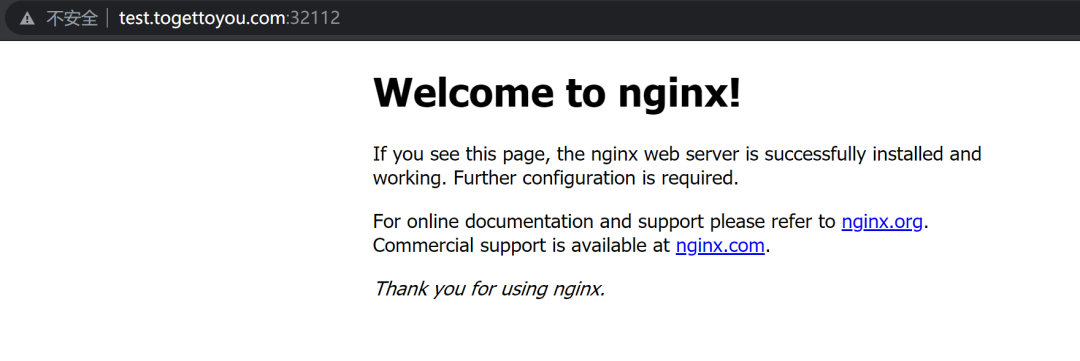 不安全 test.togettoyou.com:32112
Welcome to nginx!
If you see this page, the nginx web server is successfully installed and
working. Further configuration is required.
For online documentation and support please refer to nginx.org.
Commercial support is available at nginx.com.
Thank you for using nginx.